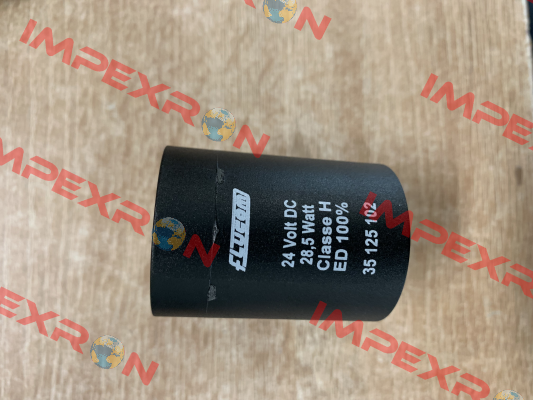 FLUCOM
24 Volt DC
28,5 Watt
Classe H
ED 100%
35 125 102
IMPEXRON
IMPEXRON
IMPEXRON
IMPEXRON
IMPEXRON
IMPEXRON